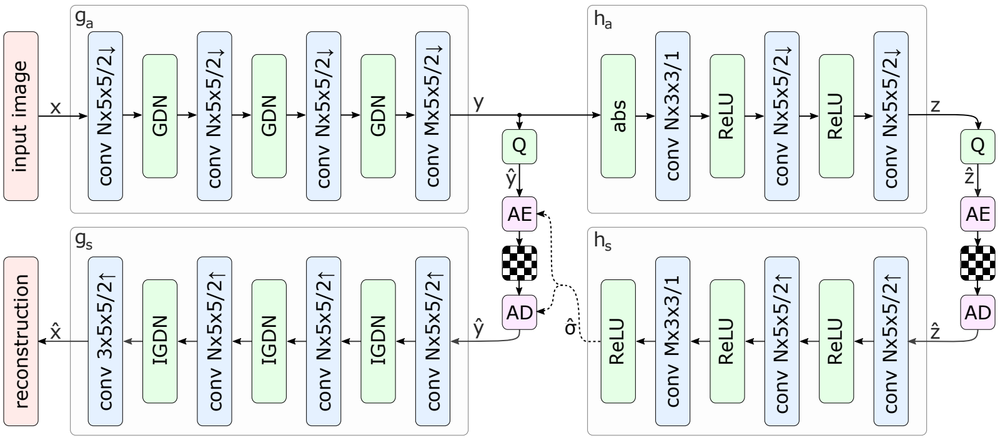 gₐ
input image
x
conv Nx5x5/2↓
GDN
conv Nx5x5/2↓
GDN
conv Nx5x5/2↓
GDN
conv Mx5x5/2↓
y
Q
ŷ
AE
AD
hₐ
abs
conv Nx3x3/1
ReLU
conv Nx5x5/2↓
ReLU
conv Nx5x5/2↓
z
Q
ẑ
AE
AD
gₛ
reconstruction
x̂
conv 3x5x5/2↑
IGDN
conv Nx5x5/2↑
IGDN
conv Nx5x5/2↑
IGDN
conv Nx5x5/2↑
ŷ
hₛ
σ̂
ReLU
conv Mx3x3/1
ReLU
conv Nx5x5/2↑
ReLU
conv Nx5x5/2↑
ẑ